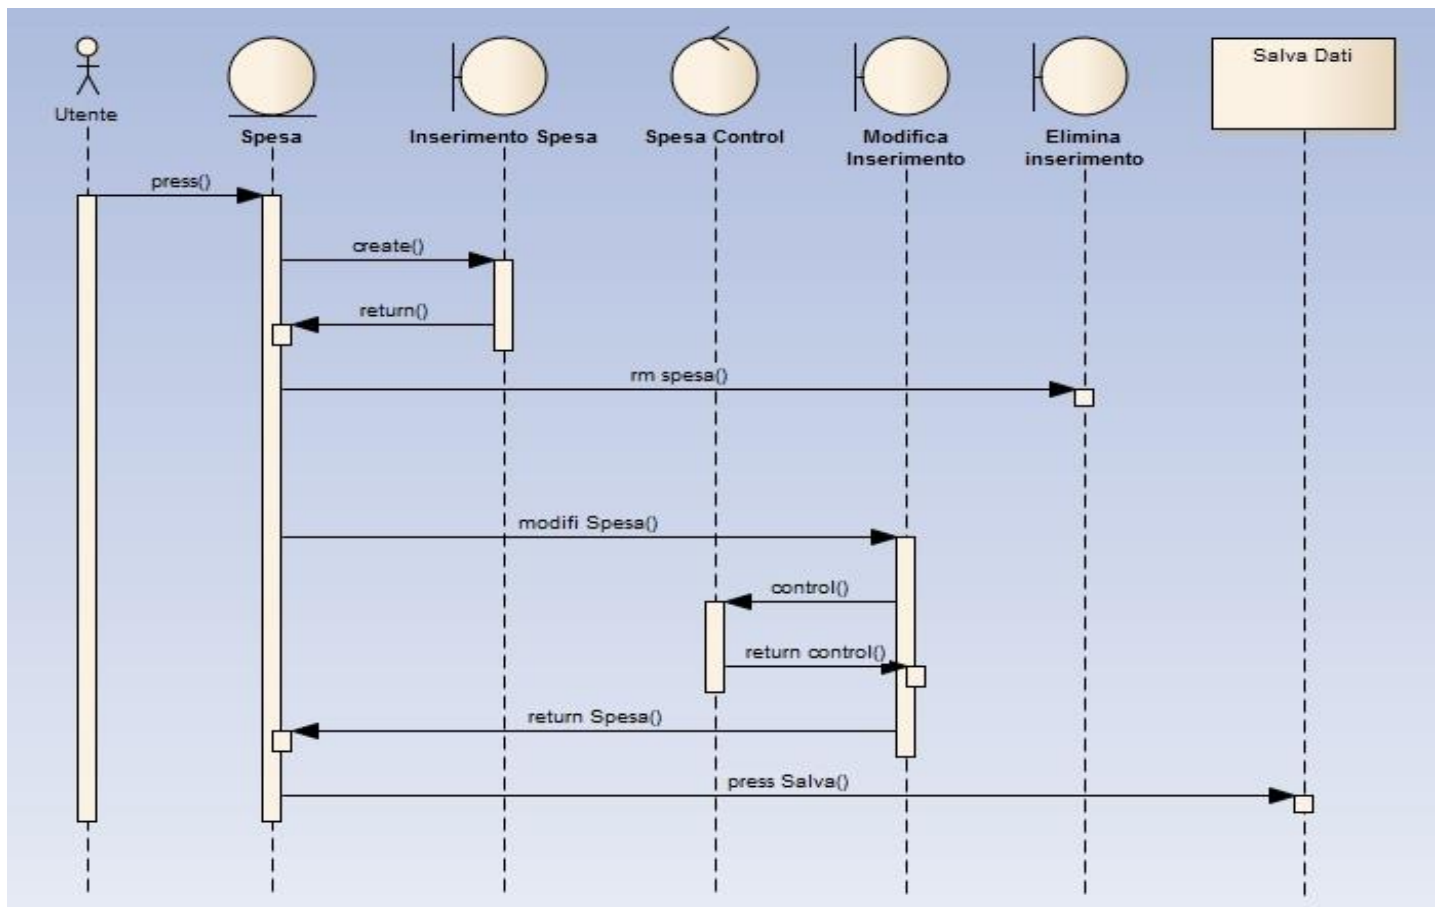 Utente
Spesa
Inserimento Spesa
Spesa Control
Modifica
Inserimento
Elimina
inserimento
Salva Dati
press()
create()
return()
rm spesa()
modifi Spesa()
control()
return control()
return Spesa()
press Salva()